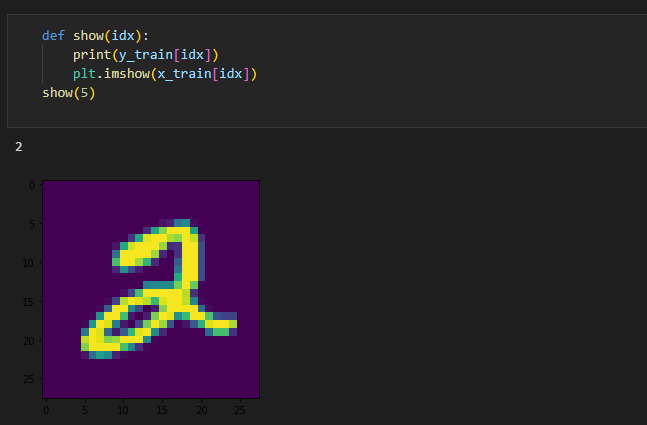 def show(idx):
    print(y_train[idx])
    plt.imshow(x_train[idx])
show(5)
2
0
5
10
15
20
25
0 5 10 15 20 25